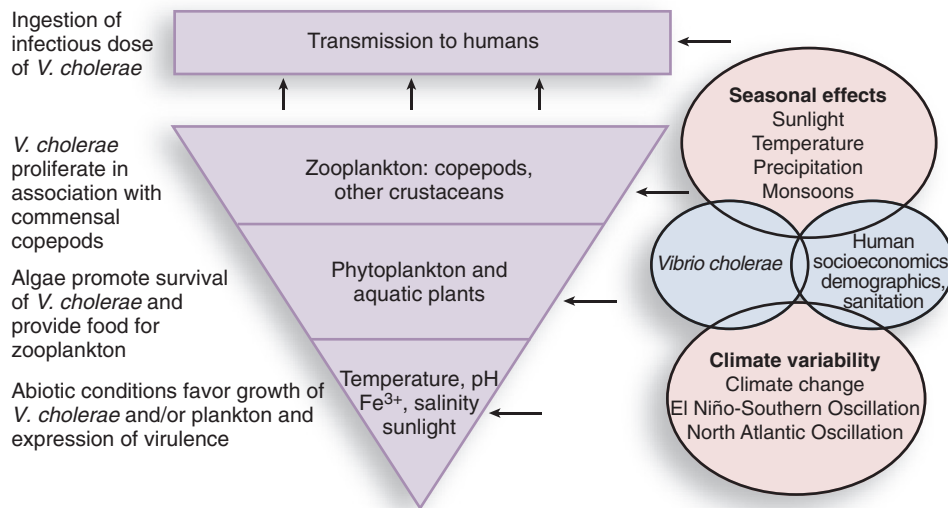 Ingestion of
infectious dose
of V. cholerae
Transmission to humans
V. cholerae
proliferate in
association with
commensal
copepods
Zooplankton: copepods,
other crustaceans
Algae promote survival
of V. cholerae and
provide food for
zooplankton
Phytoplankton and
aquatic plants
Abiotic conditions favor growth of
V. cholerae and/or plankton and
expression of virulence
Temperature, pH
Fe³⁺, salinity
sunlight
Seasonal effects
Sunlight
Temperature
Precipitation
Monsoons
Vibrio cholerae
Human
socioeconomics
demographics,
sanitation
Climate variability
Climate change
El Niño-Southern Oscillation
North Atlantic Oscillation